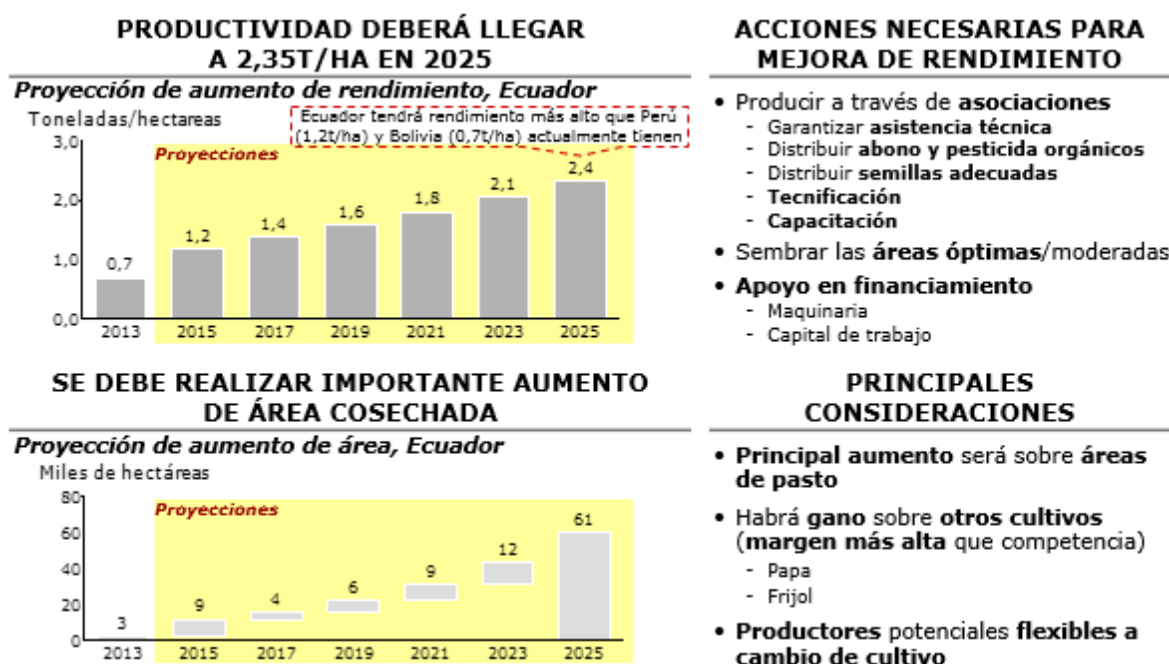 PRODUCTIVIDAD DEBERÁ LLEGAR
A 2,35T/HA EN 2025
Proyección de aumento de rendimiento, Ecuador
Toneladas/hectareas
Ecuador tendrá rendimiento más alto que Perú
(1,2t/ha) y Bolivia (0,7t/ha) actualmente tienen
Proyecciones
3,0
2,0
1,0
0,0
0,7
1,2
1,4
1,6
1,8
2,1
2,4
2013 2015 2017 2019 2021 2023 2025
ACCIONES NECESARIAS PARA
MEJORA DE RENDIMIENTO
• Producir a través de asociaciones
- Garantizar asistencia técnica
- Distribuir abono y pesticida orgánicos
- Distribuir semillas adecuadas
- Tecnificación
- Capacitación
• Sembrar las áreas óptimas/moderadas
• Apoyo en financiamiento
- Maquinaria
- Capital de trabajo
SE DEBE REALIZAR IMPORTANTE AUMENTO
DE ÁREA COSECHADA
Proyección de aumento de área, Ecuador
Miles de hectáreas
Proyecciones
80
60
40
20
0
3
9
4
6
9
12
61
2013 2015 2017 2019 2021 2023 2025
PRINCIPALES
CONSIDERACIONES
• Principal aumento será sobre áreas
de pasto
• Habrá gano sobre otros cultivos
(margen más alta que competencia)
- Papa
- Frijol
• Productores potenciales flexibles a
cambio de cultivo